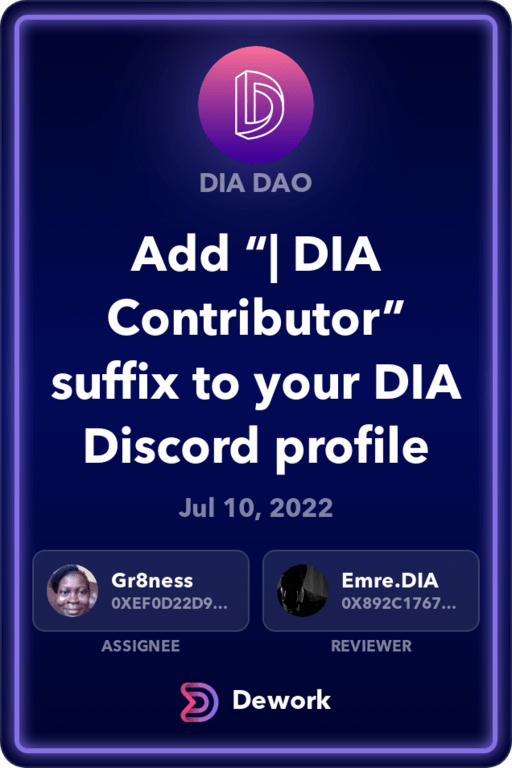 DIA DAO
Add “| DIA
Contributor”
suffix to your DIA
Discord profile
Jul 10, 2022
Gr8ness
0XEF0D22D9...
ASSIGNEE
Emre.DIA
0X892C1767...
REVIEWER
Dework